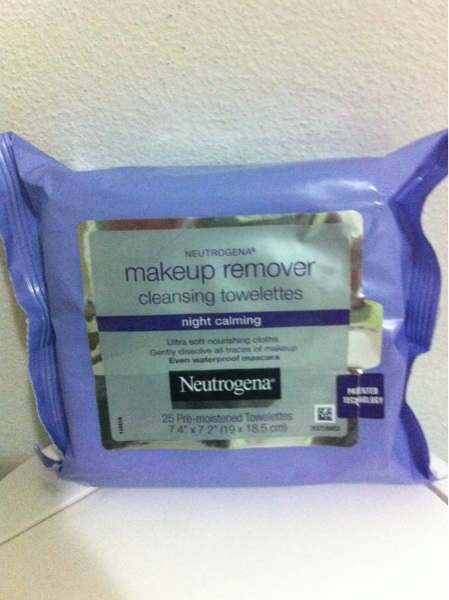 NEUTROGENA®
makeup remover
cleansing towelettes
night calming
Ultra soft nourishing cloths
Gently dissolve all traces of makeup
Even waterproof mascara
Neutrogena®
PATENTED
TECHNOLOGY
25 Pre-moistened Towelettes
7.4" x 7.2" (19 x 18.5 cm)